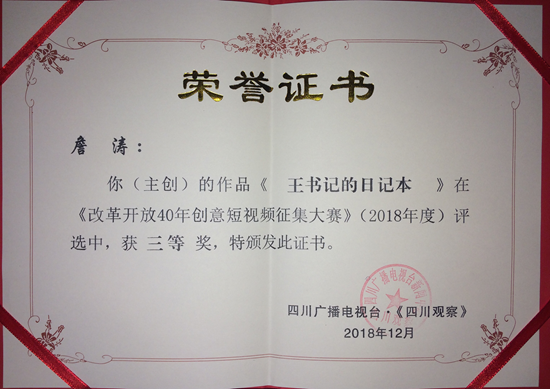 荣誉证书
詹涛：
你（主创）的作品《 王书记的日记本 》在
《改革开放40年创意短视频征集大赛》（2018年度）评
选中，获 三等 奖，特颁发此证书。
四川广播电视台·《四川观察》
2018年12月